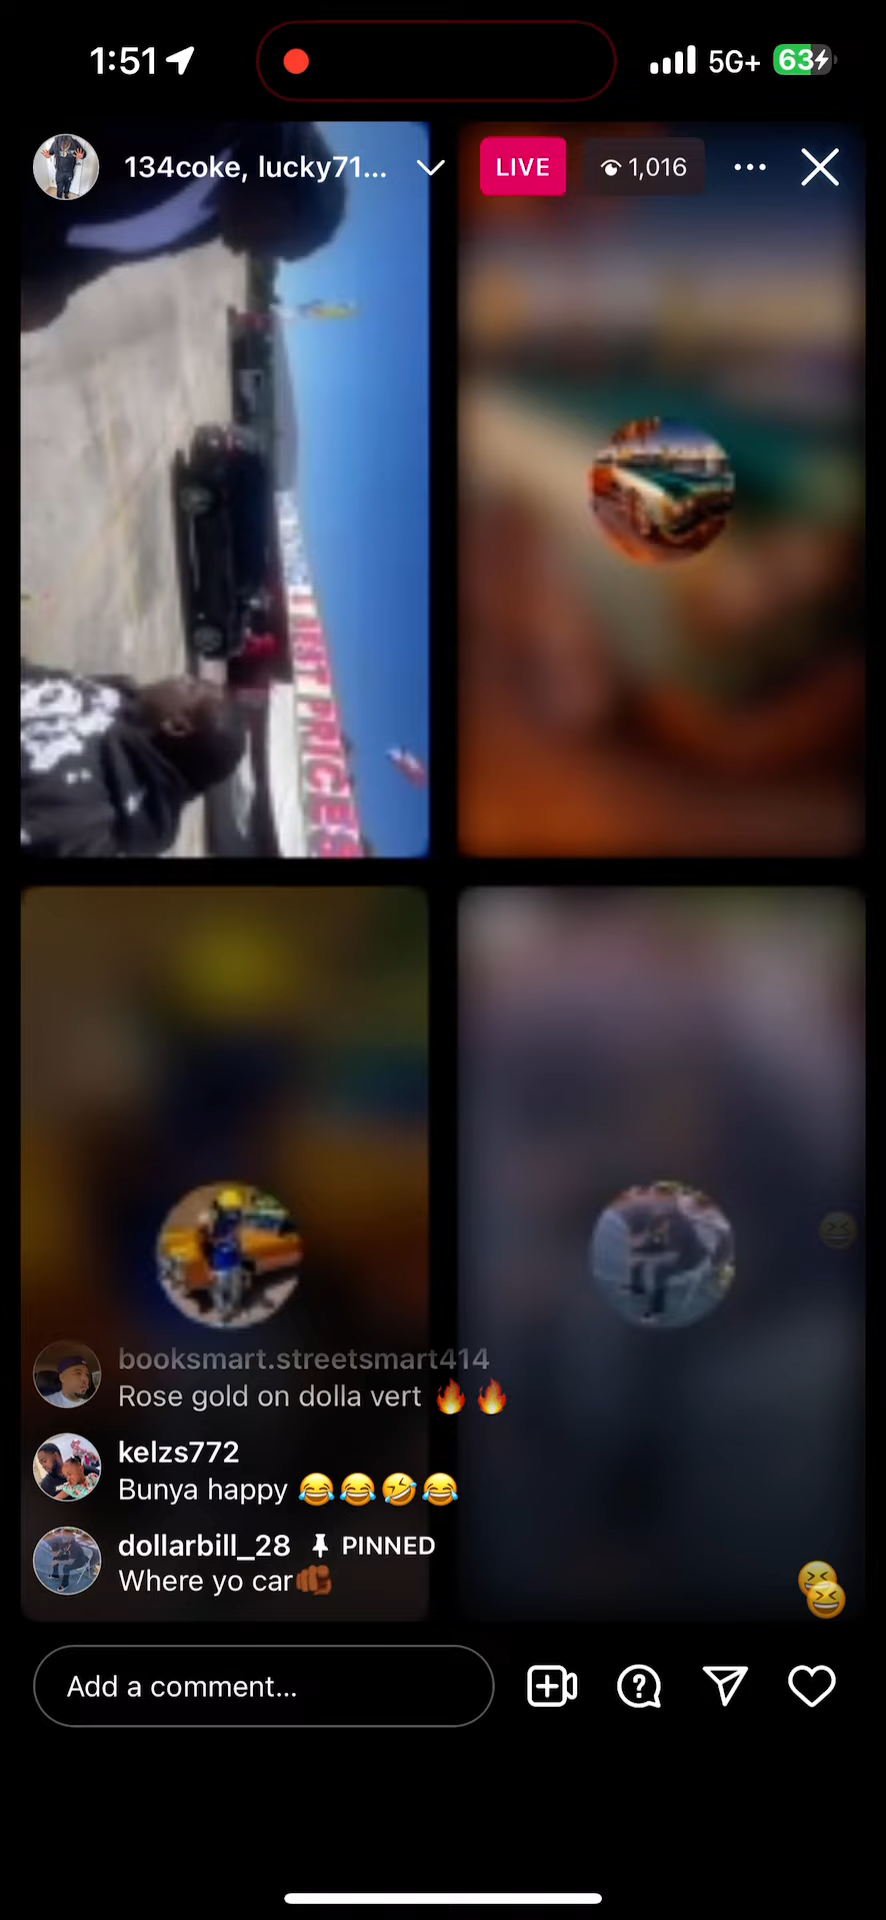 1:51
5G+
63
134coke, lucky71...
LIVE
1,016
PRICES
booksmart.streetsmart414
Rose gold on dolla vert 🔥 🔥
kelzs772
Bunya happy 😂😂🤣😂
dollarbill_28 PINNED
Where yo car🫵🏾
Add a comment...